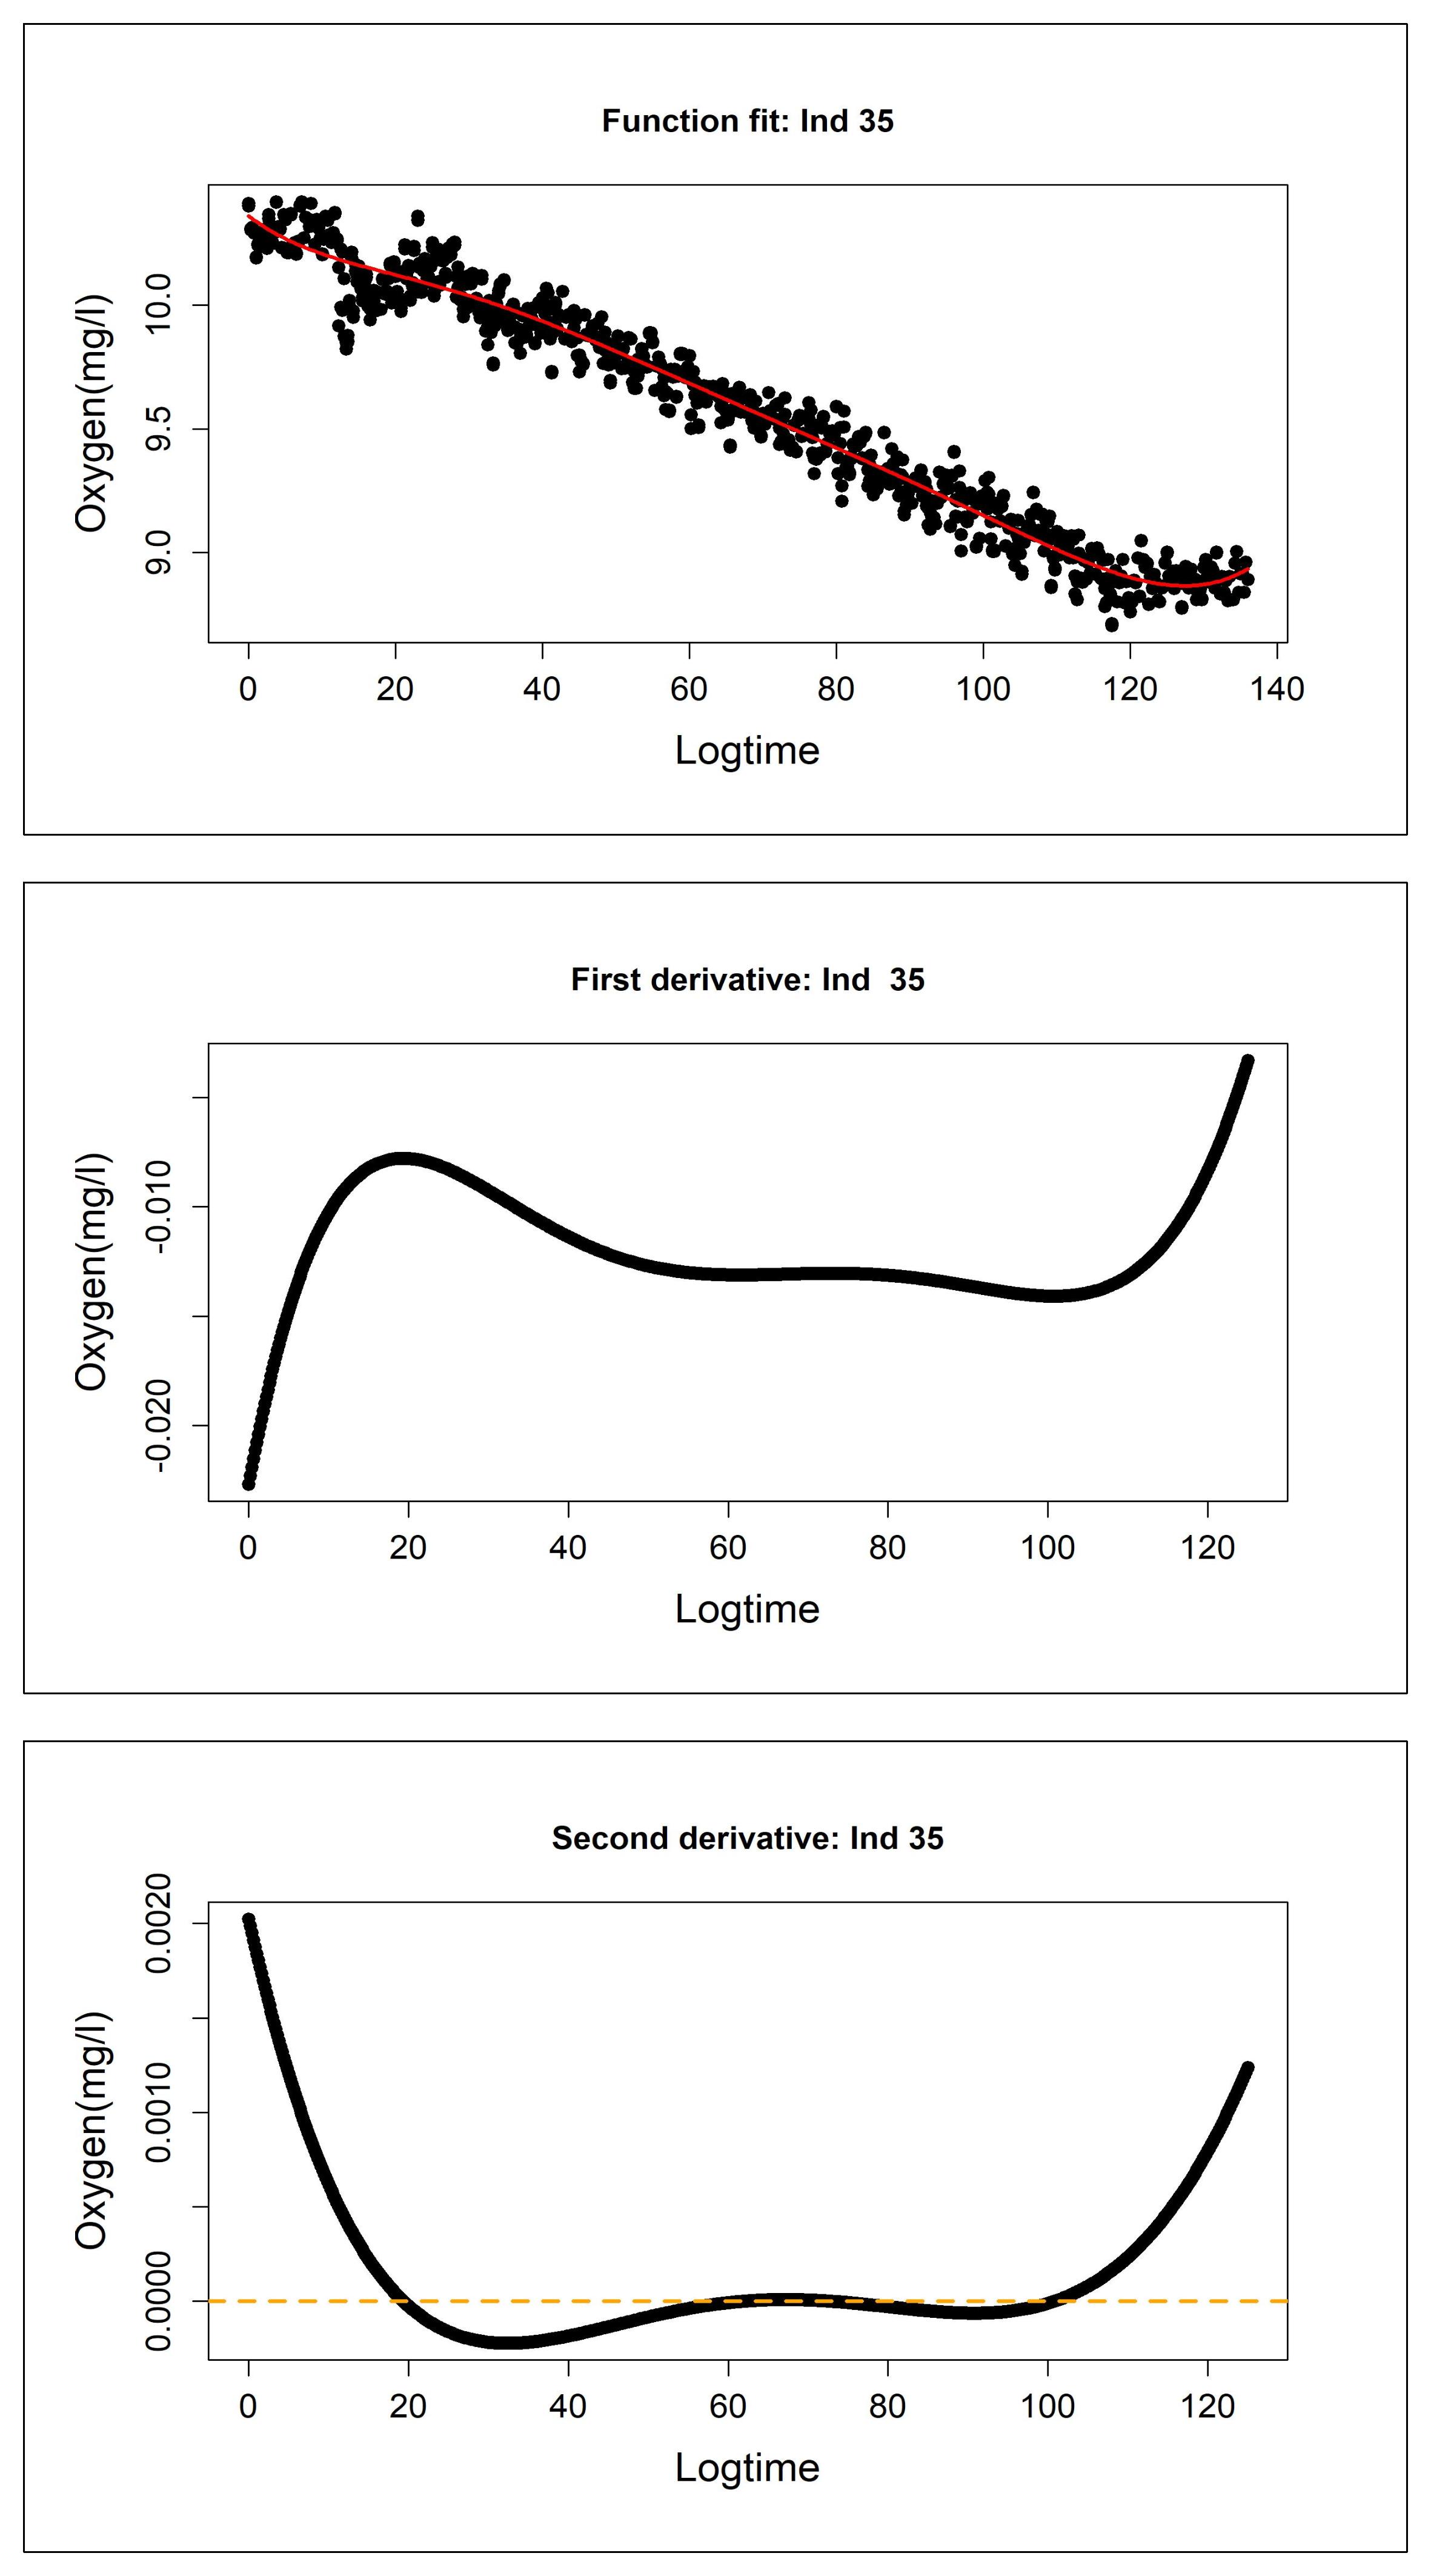 Function fit: Ind 35
Oxygen(mg/l)
10.0
9.5
9.0
0 20 40 60 80 100 120 140
Logtime
First derivative: Ind  35
Oxygen(mg/l)
-0.010
-0.020
0 20 40 60 80 100 120
Logtime
Second derivative: Ind 35
Oxygen(mg/l)
0.0020
0.0010
0.0000
0 20 40 60 80 100 120
Logtime